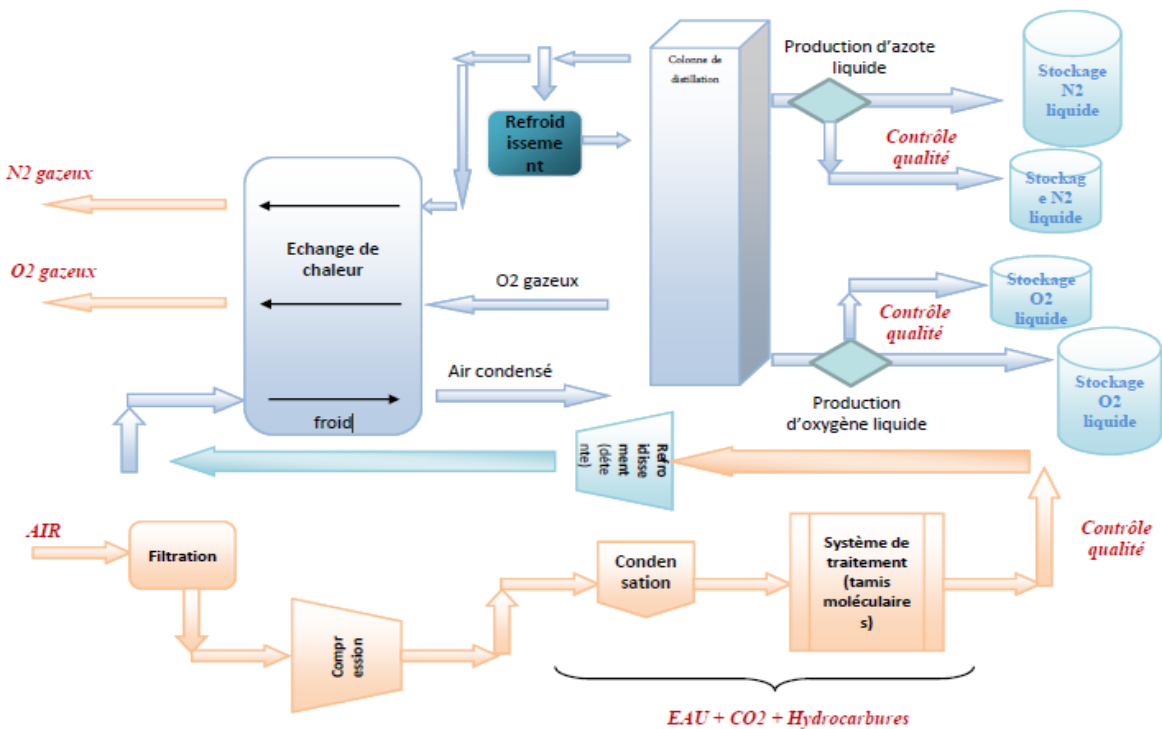 Colonne de
distillation
Production d'azote
liquide
Stockage
N2
liquide
Refroid
isseme
nt
Contrôle
qualité
Stockag
e N2
liquide
N2 gazeux
Echange de
chaleur
O2 gazeux
O2 gazeux
Stockage
O2
liquide
Contrôle
qualité
Air condensé
froid
Production
d'oxygène liquide
Stockage
O2
liquide
Refro
idisse
ment
(déte
nte)
AIR
Filtration
Compr
ession
Conden
sation
Système de
traitement
(tamis
moléculaire
s)
Contrôle
qualité
EAU + CO2 + Hydrocarbures